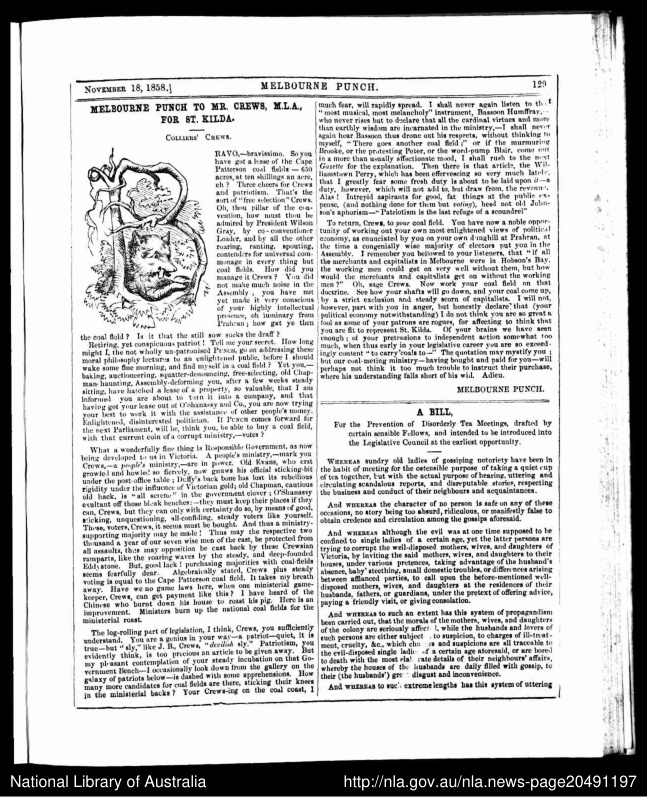 NOVEMBER 18, 1858.]
MELBOURNE PUNCH.
129
MELBOURNE PUNCH TO MR. CREWS, M.L.A.,
FOR ST. KILDA.
COLLIERS' CREWS.
RAVO,—bravissimo. So you
have got a lease of the Cape
Patterson coal fields—650
acres, at ten shillings an acre,
eh? Three cheers for Crews
and patriotism. That's the
sort of "free selection" Crews.
Oh, thou pillar of the con-
vention, how must thou be
admired by President Wilson
Gray, by co-conventioner
Loader, and by all the other
roaring, ranting, spouting,
contenders for universal com-
monage in every thing but
coal fields. How did you
manage it Crews? You did
not make much noise in the
Assembly, you have not
yet made it very conscious
of your highly intellectual
presence, oh luminary from
Prahran; how got ye then
the coal field? Is it that the still sow sucks the draff?
Retiring, yet conspicuous patriot! Tell me your secret. How long
might I, the not wholly un-patronised PUNCH, go on addressing these
moral philosophy lectures to an enlightened public, before I should
wake some fine morning, and find myself in a coal field? Yet you,—
baking, auctioneering, squatter-denouncing, free-selecting, old Chap-
man-haunting, Assembly-deforming you, after a few weeks steady
sitting, have hatched a lease of a property, so valuable, that I am
informed you are about to turn it into a company, and that
having got your lease out of O'Shanassy and Co., you are now trying
your best to work it with the assistance of other people's money.
Enlightened, disinterested politician. If PUNCH comes forward for
the next Parliament, will he, think you, be able to buy a coal field,
with that current coin of a corrupt ministry,—votes?
What a wonderfully fine thing is Responsible Government, as now
being developed to us in Victoria. A people's ministry,—mark you
Crews,—a people's ministry,—are in power. Old Evans, who erst
growled and howled so fiercely, now gnaws his official sticking-bit
under the post-office table; Duffy's back bone has lost its rebellious
rigidity under the influence of Victorian gold; old Chapman, cautious
old hack, is "all serene" in the government clover; O'Shanasy
exultant off those bleak benches:—they must keep their places if they
can, Crews, but they can only with certainty do so, by means of good,
sticking, unquestioning, sil-confiding, steady voters like yourself.
These, voters, Crews, it seems must be bought. And thus a ministry-
supporting majority may be made! Thus may the respective two
thousand a year of our seven wise men of the east, be protected from
all assaults, thus may opposition be cast back by these Crewsian
ramparts, like the roaring waves by the steady, and deep-founded
Eddystone. But, good lack! purchasing majorities with coal-fields
seems fearfully dear. Algebraically stated, Crews plus steady
voting is equal to the Cape Patterson coal field. It takes my breath
away. Have we no game laws here, when one ministerial game-
keeper, Crews, can get payment like this? I have heard of the
Chinese who burnt down his house to roast his pig. Here is an
improvement. Ministers burn up the national coal fields for the
ministerial roast.
The log-rolling part of legislation, I think, Crews, you sufficiently
understand. You are a genius in your way—a patriot—quiet, it is
true—but "sly," like J. B. Crews, "devilish sly." Patriotism, you
evidently think, is too precious an article to be given away. But
my pleasant contemplation of your steady incubation on that Go-
vernment Bench—I occasionally look down from the gallery on the
galaxy of patriots below—is dashed with some apprehensions. How
many more candidates for coal fields are there, sticking their knees
in the ministerial backs? Your Crews-ing on the coal coast, I
much fear, will rapidly spread. I shall never again listen to that
"most musical, most melancholy" instrument, Bassoon Humffray,—
who never rises but to declare that all the cardinal virtues and more
than earthly wisdom are incarnated in the ministry,—I shall never
again hear Bassoon thus drone out his respects, without thinking to
myself, "There goes another coal field;" or if the murmuring
Brooke, or the protesting Peter, or the word-pump Blair, come out
in a more than usually affectionate mood, I shall rush to the next
Gazette for the explanation. Then there is that article, the Wil-
liamstown Perry, which has been effervescing so very much lately,
that I greatly fear some fresh duty is about to be laid upon it—a
duty, however, which will not add to, but draw from, the revenue.
Alas! Intrepid aspirants for good, fat things at the public ex-
pense, (and nothing done for them but voting), heed not old John-
son's aphorism—"Patriotism is the last refuge of a scoundrel"
To return, Crews, to your coal field. You have now a noble oppor-
tunity of working out your own most enlightened views of political
economy, as enunciated by you on your own dunghill at Prahran, at
the time a congenially wise majority of electors put you in the
Assembly. I remember you bellowed to your listeners, that "if all
the merchants and capitalists in Melbourne were in Hobson's Bay,
the working men could get on very well without them, but how
would the merchants and capitalists get on without the working
men?" Oh, sage Crews. Now work your coal field on that
doctrine. See how your shafts will go down, and your coal come up,
by a strict exclusion and steady scorn of capitalists. I will not,
however, part with you in anger, but honestly declare that (your
political economy notwithstanding) I do not think you are so great a
fool as some of your patrons are rogues, for affecting to think that
you are fit to represent St. Kilda. Of your brains we have seen
enough; of your pretensions to independent action somewhat too
much, when thus early in your legislative career you are so exceed-
ingly content "to carry coals to—" The quotation may mystify you;
but our coal-meting ministry—having bought and paid for you—will
perhaps not think it too much trouble to instruct their purchase,
where his understanding falls short of his wil. Adieu.
MELBOURNE PUNCH.
A BILL,
For the Prevention of Disorderly Tea Meetings, drafted by
certain sensible Fellows, and intended to be introduced into
the Legislative Council at the earliest opportunity.
WHEREAS sundry old ladies of gossiping notoriety have been in
the habit of meeting for the ostensible purpose of taking a quiet cup
of tea together, but with the actual purpose of hearing, uttering and
circulating scandalous reports, and disreputable stories, respecting
the business and conduct of their neighbours and acquaintances.
AND WHEREAS the character of no person is safe on any of these
occasions, no story being too absurd, ridiculous, or manifestly false to
obtain credence and circulation among the gossips aforesaid.
AND WHEREAS although the evil was at one time supposed to be
confined to single ladies of a certain age, yet the latter persons are
trying to corrupt the well-disposed mothers, wives, and daughters of
Victoria, by inviting the said mothers, wives, and daughters to their
houses, under various pretences, taking advantage of the husband's
absence, baby' teething, small domestic troubles, or differences arising
between affianced parties, to call upon the before-mentioned well-
disposed mothers, wives, and daughters at the residences of their
husbands, fathers, or guardians, under the pretext of offering advice,
paying a friendly visit, or giving consolation.
AND WHEREAS to such an extent has this system of propagandism
been carried out, that the morals of the mothers, wives, and daughters
of the colony are seriously affect, while the husbands and lovers of
such persons are either subject to suspicion, to charges of ill-treat-
ment, cruelty, &c., which and suspicions are all traceable to
the evil-disposed single ladi of a certain age aforesaid, or are bored
to death with the most rate details of their neighbours' affairs,
whereby the houses of the husbands are daily filled with gossip, to
their (the husbands') gre disgust and inconvenience.
AND WHEREAS to such extreme lengths has this system of uttering
National Library of Australia
http://nla.gov.au/nla.news-page20491197